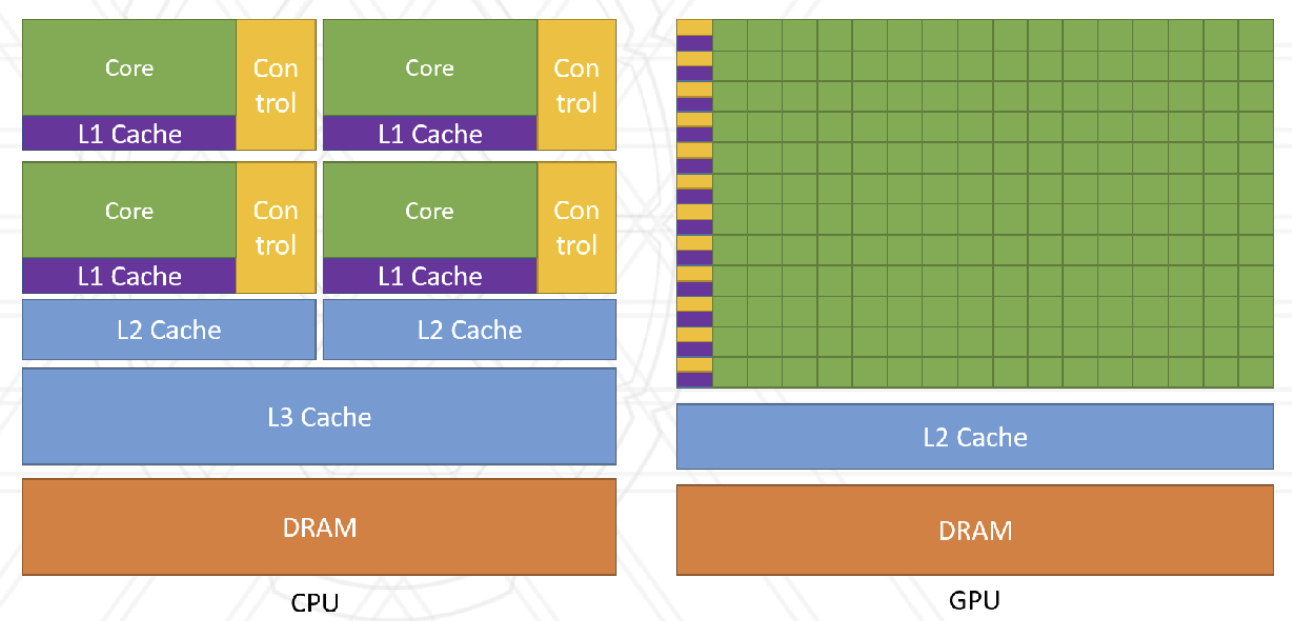 Core
Con
trol
Core
Con
trol
L1 Cache
L1 Cache
Core
Con
trol
Core
Con
trol
L1 Cache
L1 Cache
L2 Cache
L2 Cache
L3 Cache
L2 Cache
DRAM
DRAM
CPU
GPU